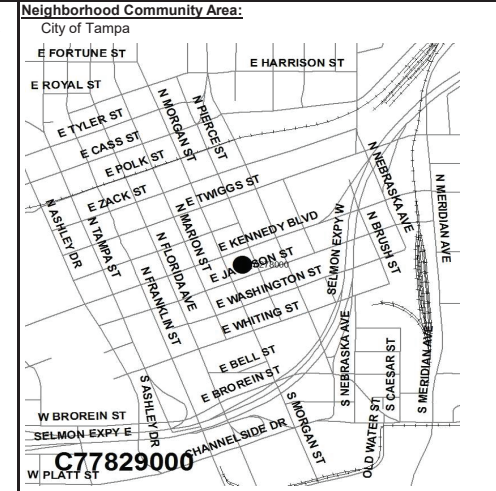 Neighborhood Community Area:
City of Tampa
E FORTUNE ST
E HARRISON ST
E ROYAL ST
N MORGAN ST
N PIERCE ST
E TYLER ST
E CASS ST
E POLK ST
N NEBRASKA AVE
N MERIDIAN AVE
E ZACK ST
E TWIGGS ST
N ASHLEY DR
N TAMPA ST
N MARION ST
E KENNEDY BLVD
N BRUSH ST
SELMON EXPY W
N FLORIDA AVE
E JA SON ST
N FRANKLIN ST
E WASHINGTON ST
E WHITING ST
E BELL ST
S NEBRASKA AVE
S CAESAR ST
S MERIDIAN AVE
E BROREIN ST
S ASHLEY DR
S MORGAN ST
OLD WATER ST
W BROREIN ST
SELMON EXPY E
CHANNELSIDE DR
C77829000
W PLATT ST